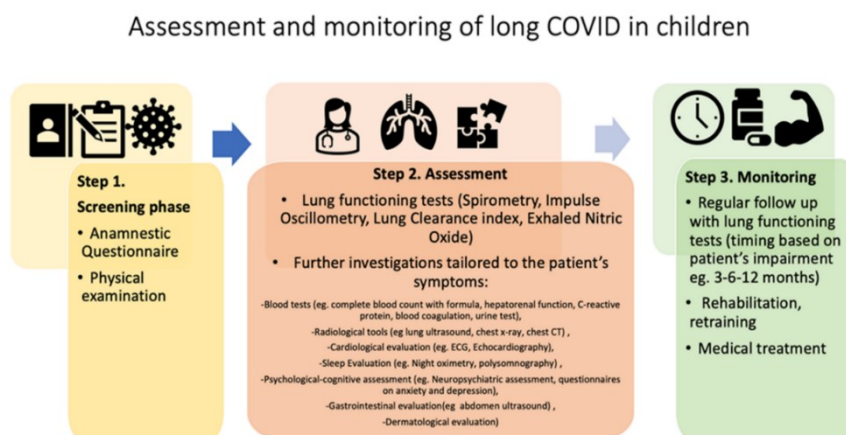 Assessment and monitoring of long COVID in children
Step 1.
Screening phase
• Anamnestic
Questionnaire
• Physical
examination
Step 2. Assessment
• Lung functioning tests (Spirometry, Impulse
Oscillometry, Lung Clearance index, Exhaled Nitric
Oxide)
• Further investigations tailored to the patient's
symptoms:
-Blood tests (eg. complete blood count with formula, hepatorenal function, C-reactive
protein, blood coagulation, urine test),
-Radiological tools (eg lung ultrasound, chest x-ray, chest CT) ,
-Cardiological evaluation (eg. ECG, Echocardiography),
-Sleep Evaluation (eg. Night oximetry, polysomnography) ,
-Psychological-cognitive assessment (eg. Neuropsychiatric assessment, questionnaires
on anxiety and depression),
-Gastrointestinal evaluation(eg  abdomen ultrasound) ,
-Dermatological evaluation)
Step 3. Monitoring
• Regular follow up
with lung functioning
tests (timing based on
patient's impairment
eg. 3-6-12 months)
• Rehabilitation,
retraining
• Medical treatment